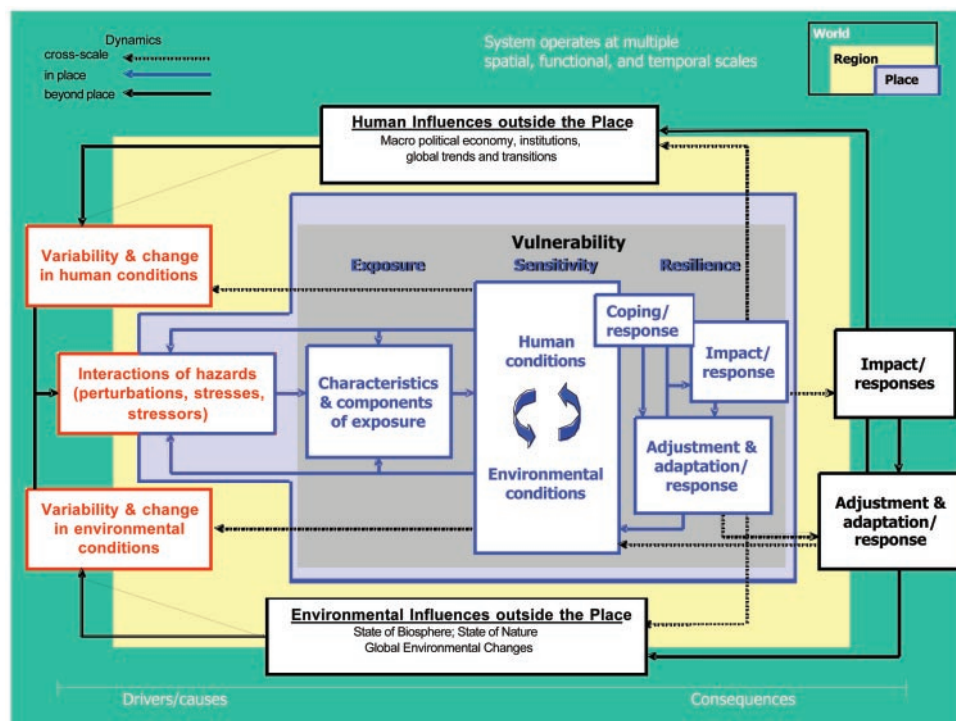 Dynamics
cross-scale
in place
beyond place
System operates at multiple
spatial, functional, and temporal scales
World
Region
Place
Human Influences outside the Place
Macro political economy, institutions,
global trends and transitions
Variability & change
in human conditions
Vulnerability
Exposure
Sensitivity
Resilience
Coping/
response
Human
conditions
Impact/
response
Impact/
responses
Interactions of hazards
(perturbations, stresses,
stressors)
Characteristics
& components
of exposure
Adjustment &
adaptation/
response
Environmental
conditions
Adjustment &
adaptation/
response
Variability & change
in environmental
conditions
Environmental Influences outside the Place
State of Biosphere; State of Nature
Global Environmental Changes
Drivers/causes
Consequences